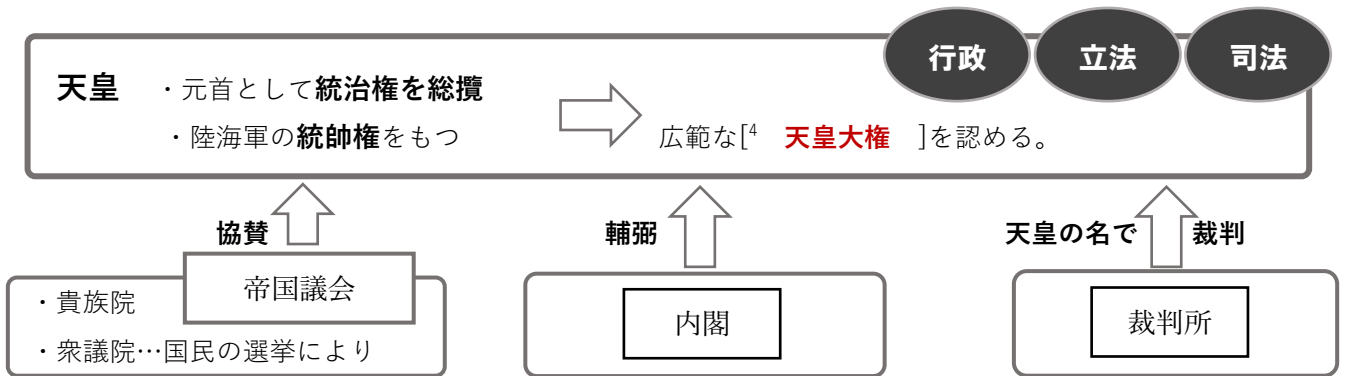 行政
立法
司法
天皇 ・元首として統治権を総攬
・陸海軍の統帥権をもつ
広範な[4 天皇大権 ]を認める。
協賛
輔弼
天皇の名で
裁判
帝国議会
・貴族院
・衆議院…国民の選挙により
内閣
裁判所